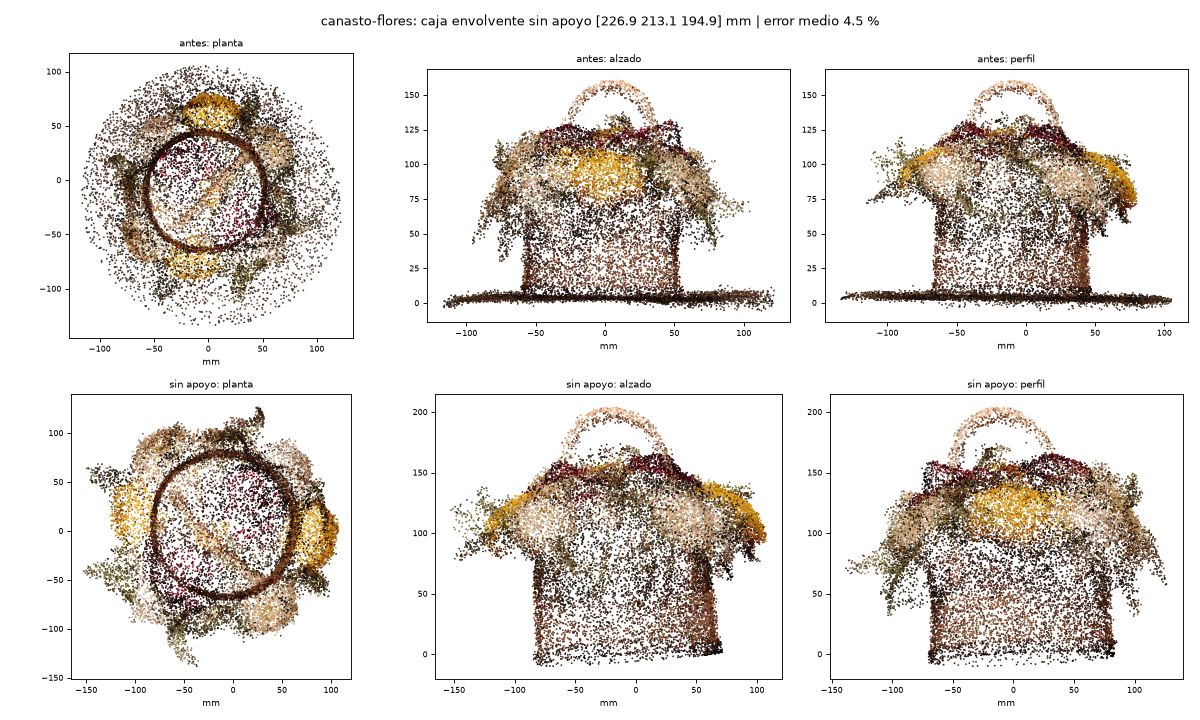 canasto-flores: caja envolvente sin apoyo [226.9 213.1 194.9] mm | error medio 4.5 %
antes: planta
100
50
0
−50
−100
−100 −50 0 50 100
mm
antes: alzado
150
125
100
75
50
25
0
−100 −50 0 50 100
mm
antes: perfil
150
125
100
75
50
25
0
−100 −50 0 50 100
mm
sin apoyo: planta
100
50
0
−50
−100
−150
−150 −100 −50 0 50 100
mm
sin apoyo: alzado
200
150
100
50
0
−150 −100 −50 0 50 100
mm
sin apoyo: perfil
200
150
100
50
0
−150 −100 −50 0 50 100
mm